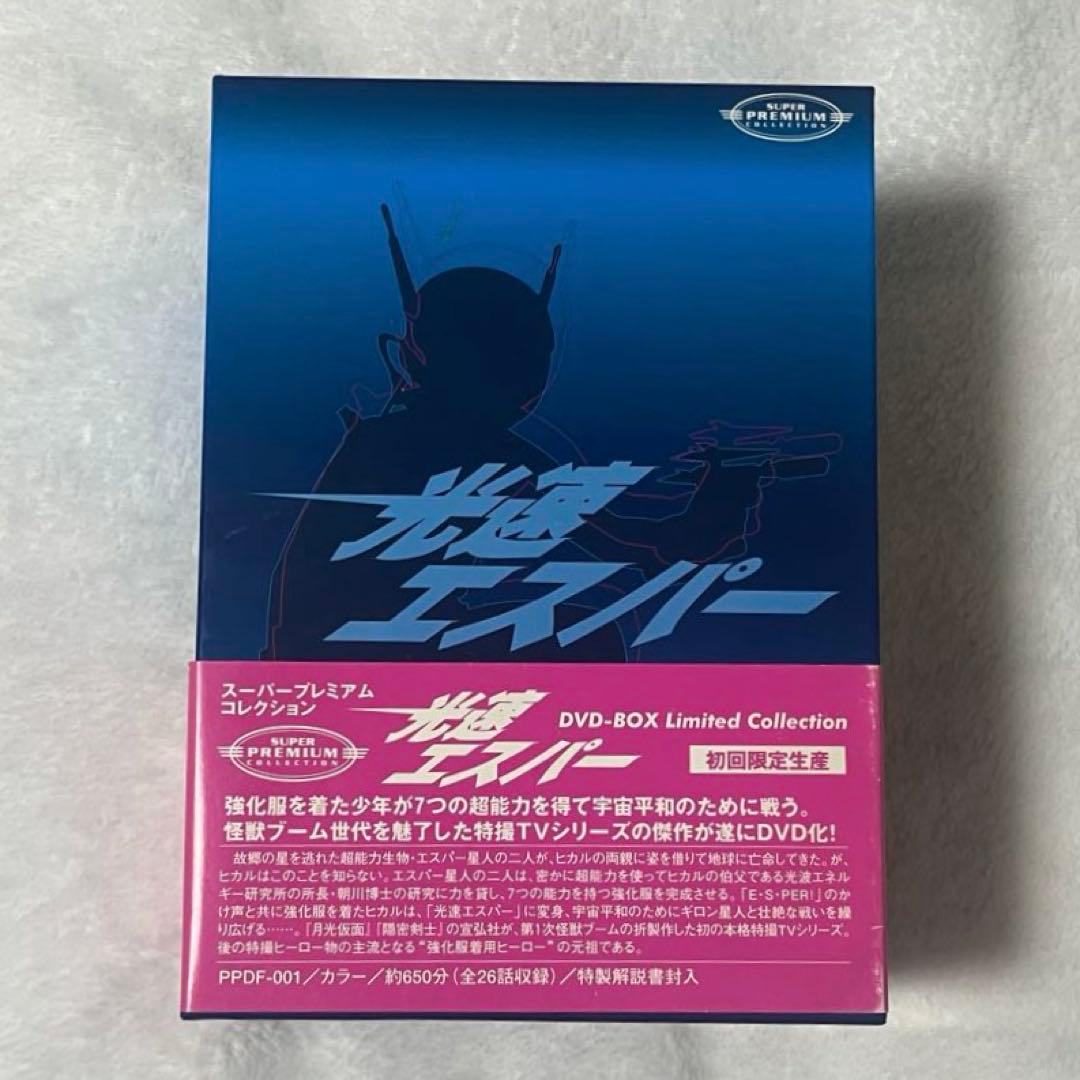 SUPER
PREMIUM
COLLECTION
光速
エスパー
スーパープレミアム
コレクション
SUPER
PREMIUM
COLLECTION
光速
エスパー
DVD-BOX Limited Collection
初回限定生産
強化服を着た少年が7つの超能力を得て宇宙平和のために戦う。
怪獣ブーム世代を魅了した特撮TVシリーズの傑作が遂にDVD化!
故郷の星を逃れた超能力生物・エスパー星人の二人が、ヒカルの両親に姿を借りて地球に亡命してきた。が、
ヒカルはこのことを知らない。エスパー星人の二人は、密かに超能力を使ってヒカルの伯父である光波エネル
ギー研究所の所長・朝川博士の研究に力を貸し、7つの能力を持つ強化服を完成させる。「E・S・PER!」のか
け声と共に強化服を着たヒカルは、「光速エスパー」に変身、宇宙平和のためにギロン星人と壮絶な戦いを繰
り広げる……。『月光仮面』『隠密剣士』の宣弘社が、第1次怪獣ブームの折製作した初の本格特撮TVシリーズ。
後の特撮ヒーロー物の主流となる“強化服着用ヒーロー”の元祖である。
PPDF-001/カラー/約650分(全26話収録)/特製解説書封入